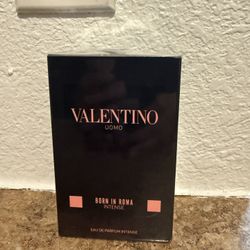 VALENTINO
UOMO
BORN IN ROMA
INTENSE
EAU DE PARFUM INTENSE